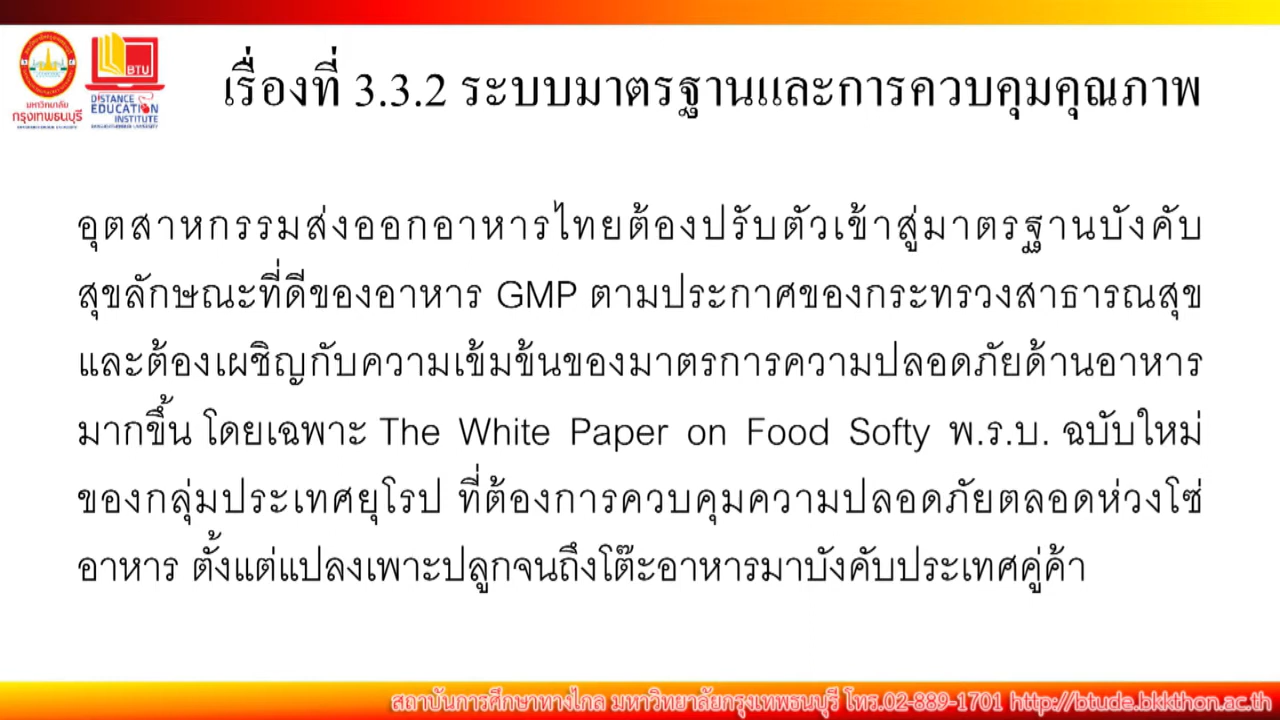 เรื่องที่ 3.3.2 ระบบมาตรฐานและการควบคุมคุณภาพ
มหาวิทยาลัย
กรุงเทพธนบุรี
BTU
DISTANCE
EDUCATION
INSTITUTE
อุตสาหกรรมส่งออกอาหารไทยต้องปรับตัวเข้าสู่มาตรฐานบังคับ
สุขลักษณะที่ดีของอาหาร GMP ตามประกาศของกระทรวงสาธารณสุข
และต้องเผชิญกับความเข้มข้นของมาตรการความปลอดภัยด้านอาหาร
มากขึ้น โดยเฉพาะ The White Paper on Food Softy พ.ร.บ. ฉบับใหม่
ของกลุ่มประเทศยุโรป ที่ต้องการควบคุมความปลอดภัยตลอดห่วงโซ่
อาหาร ตั้งแต่แปลงเพาะปลูกจนถึงโต๊ะอาหารมาบังคับประเทศคู่ค้า
สถาบันการศึกษาทางไกล มหาวิทยาลัยกรุงเทพธนบุรี โทร.02-889-1701 http://btude.bkkthon.ac.th